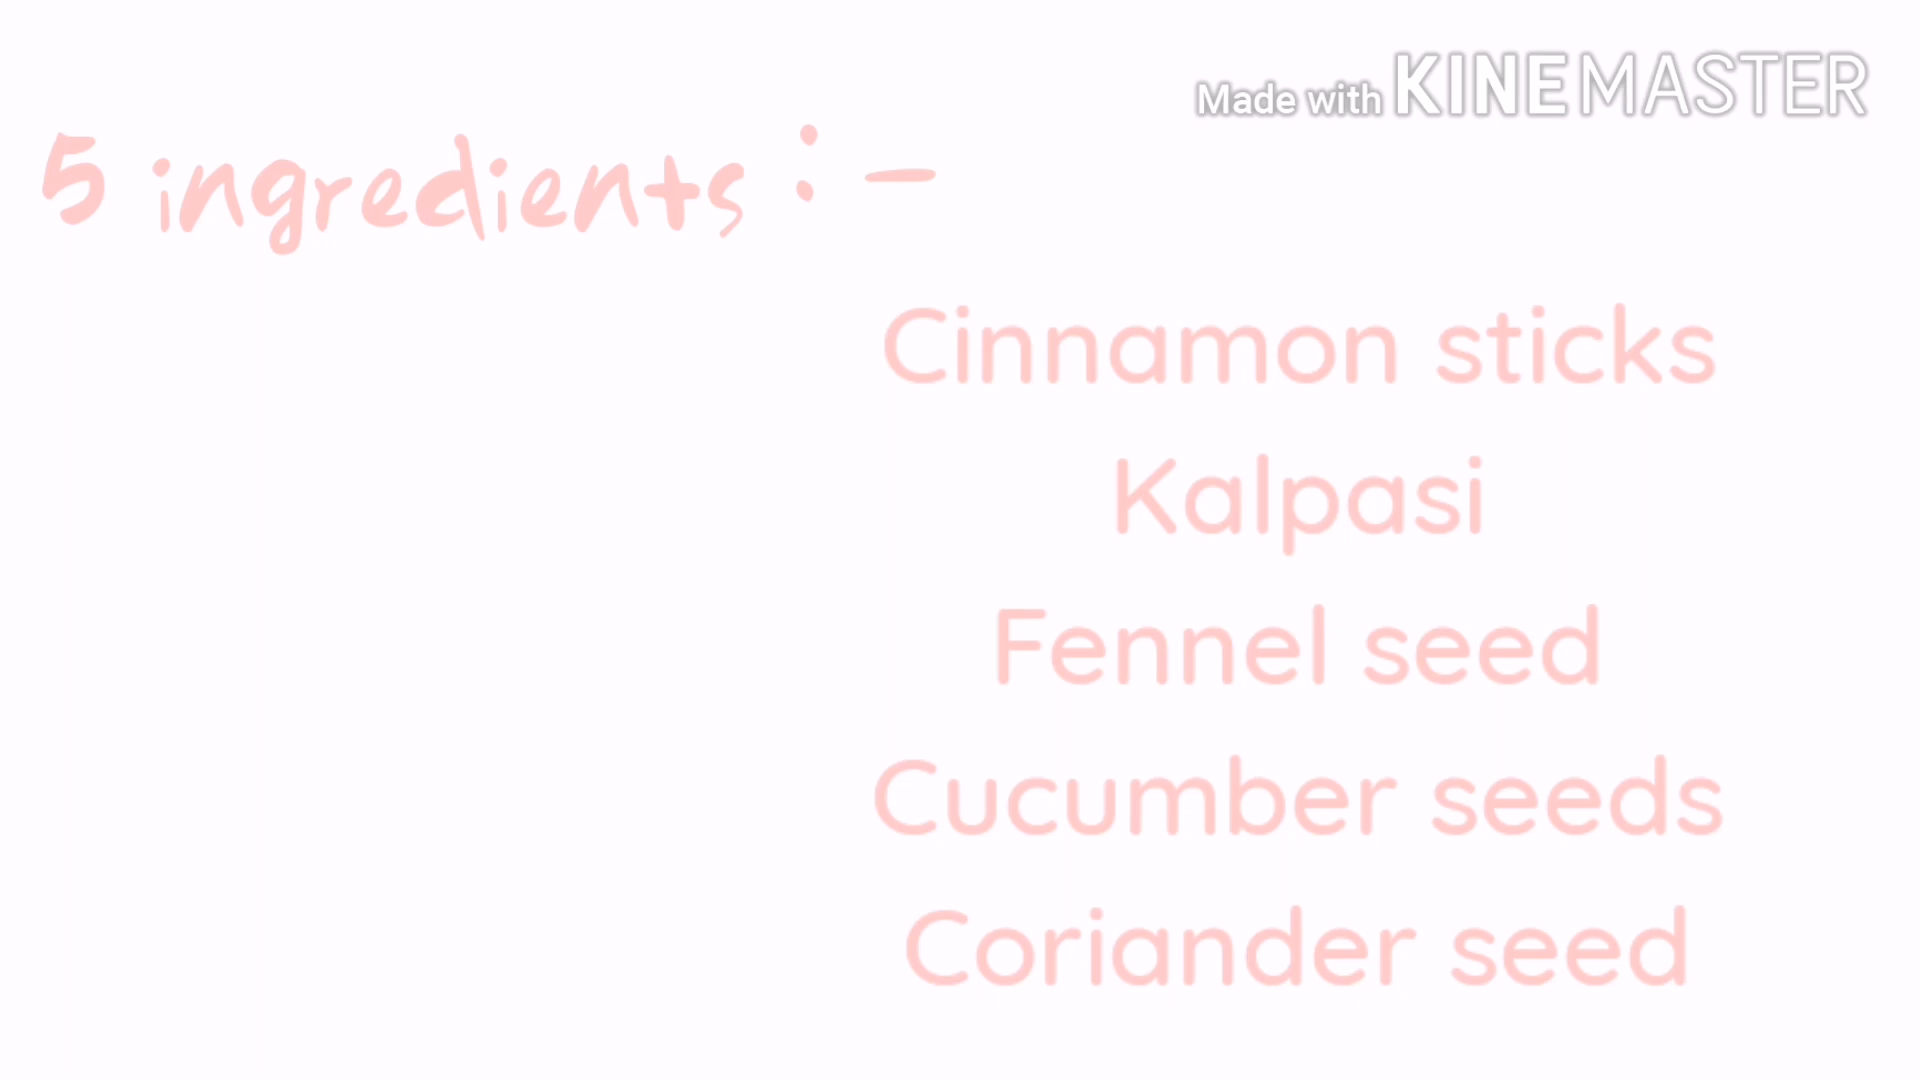 Made with KINEMASTER
5 ingredients : -
Cinnamon sticks
Kalpasi
Fennel seed
Cucumber seeds
Coriander seed